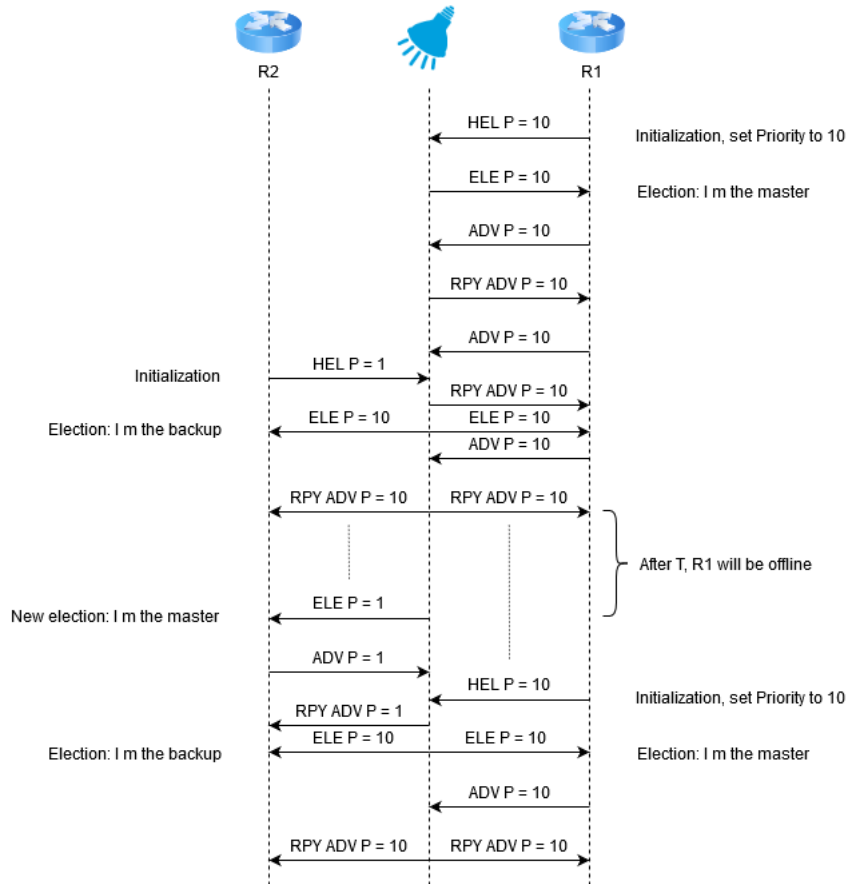 R2
R1
HEL P = 10
Initialization, set Priority to 10
ELE P = 10
Election: I m the master
ADV P = 10
RPY ADV P = 10
ADV P = 10
HEL P = 1
Initialization
RPY ADV P = 10
ELE P = 10
ELE P = 10
Election: I m the backup
ADV P = 10
RPY ADV P = 10
RPY ADV P = 10
After T, R1 will be offline
ELE P = 1
New election: I m the master
ADV P = 1
HEL P = 10
Initialization, set Priority to 10
RPY ADV P = 1
ELE P = 10
ELE P = 10
Election: I m the backup
Election: I m the master
ADV P = 10
RPY ADV P = 10
RPY ADV P = 10